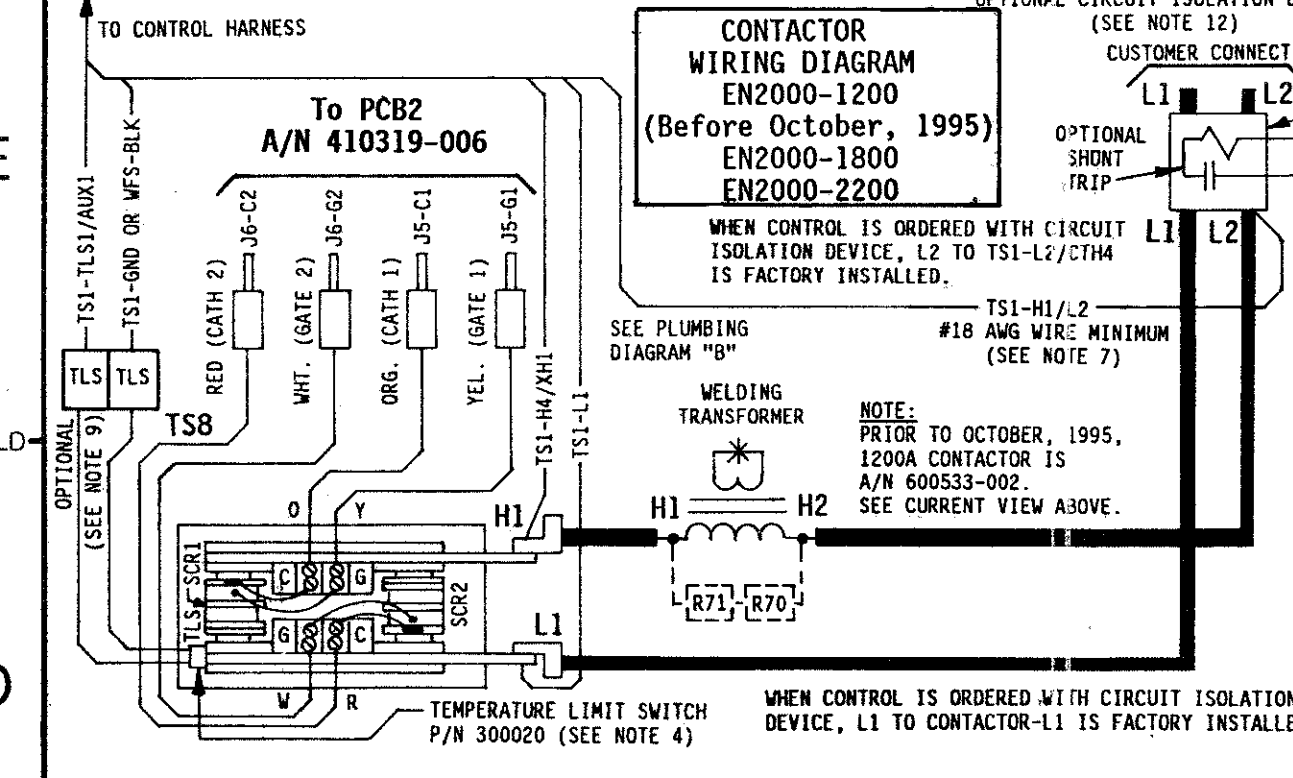 TO CONTROL HARNESS
(SEE NOTE 12)
CUSTOMER CONNECT
CONTACTOR
WIRING DIAGRAM
EN2000-1200
(Before October, 1995)
EN2000-1800
EN2000-2200
L1
L2
OPTIONAL
SHUNT
TRIP
L1
L2
To PCB2
A/N 410319-006
TS1-TLS1/AUX1
TS1-GND OR WFS-BLK
J6-C2
J6-G2
J5-C1
J5-G1
RED (CATH 2)
WHT. (GATE 2)
ORG. (CATH 1)
YEL. (GATE 1)
WHEN CONTROL IS ORDERED WITH CIRCUIT
ISOLATION DEVICE, L2 TO TS1-L2/CTH4
IS FACTORY INSTALLED.
TS1-H1/L2
#18 AWG WIRE MINIMUM
(SEE NOTE 7)
SEE PLUMBING
DIAGRAM "B"
TLS
TLS
TS8
OPTIONAL
(SEE NOTE 9)
TS1-H4/XH1
TS1-L1
WELDING
TRANSFORMER
NOTE:
PRIOR TO OCTOBER, 1995,
1200A CONTACTOR IS
A/N 600533-002.
SEE CURRENT VIEW ABOVE.
LD
O
Y
H1
H1
H2
SCR1
C
G
TLS
SCR2
G
C
R71
R70
L1
W
R
TEMPERATURE LIMIT SWITCH
P/N 300020 (SEE NOTE 4)
WHEN CONTROL IS ORDERED WITH CIRCUIT ISOLATION
DEVICE, L1 TO CONTACTOR-L1 IS FACTORY INSTALLE